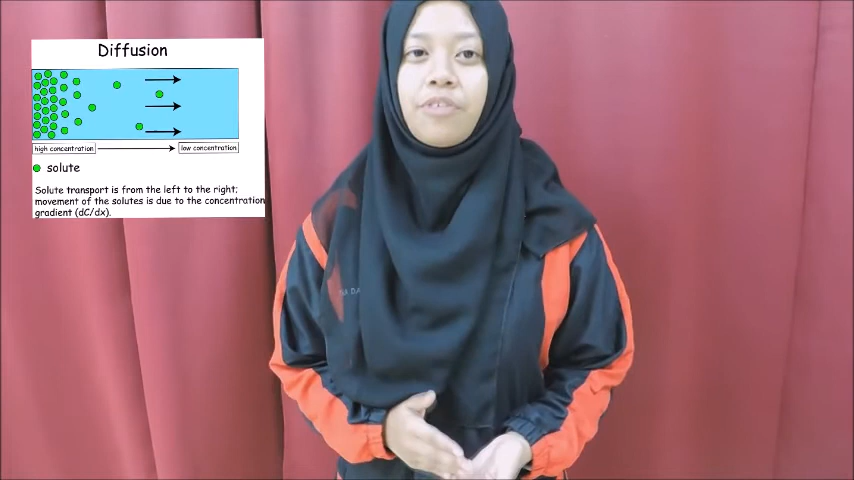 Diffusion
high concentration
low concentration
solute
Solute transport is from the left to the right;
movement of the solutes is due to the concentration
gradient (dC/dx).